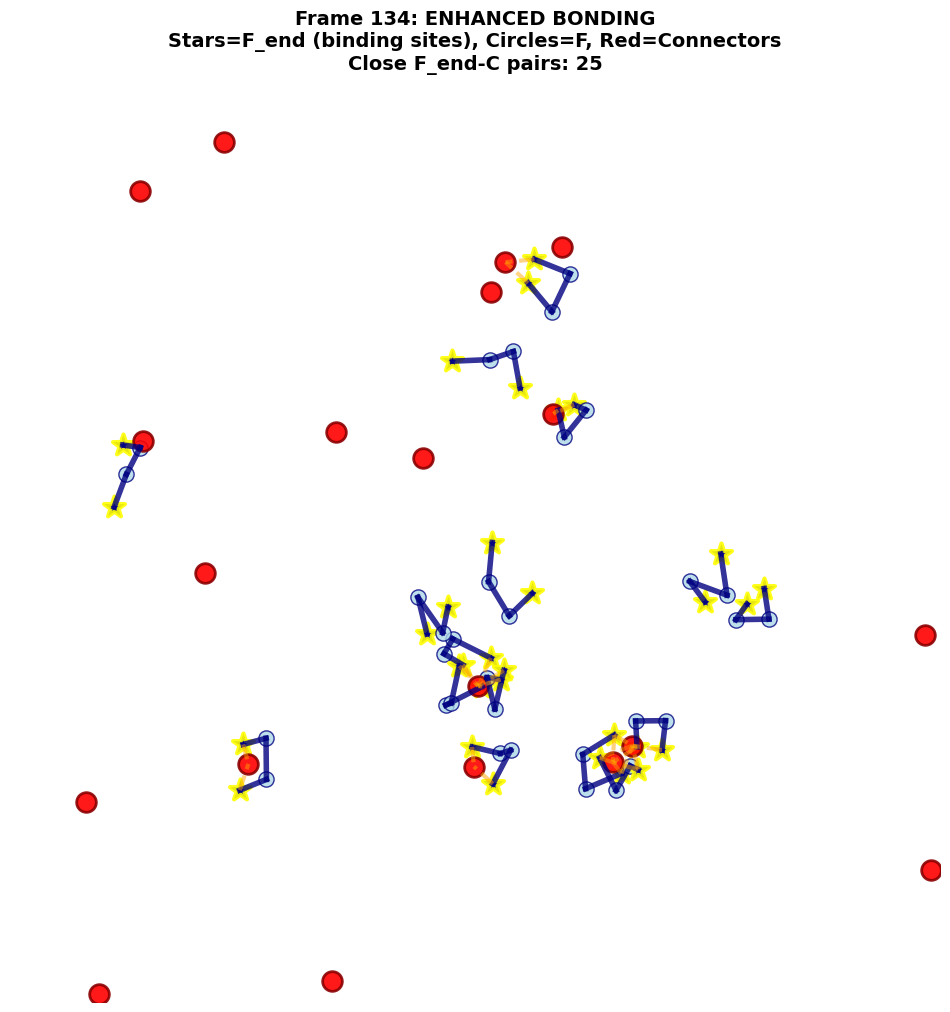 Frame 134: ENHANCED BONDING
Stars=F_end (binding sites), Circles=F, Red=Connectors
Close F_end-C pairs: 25